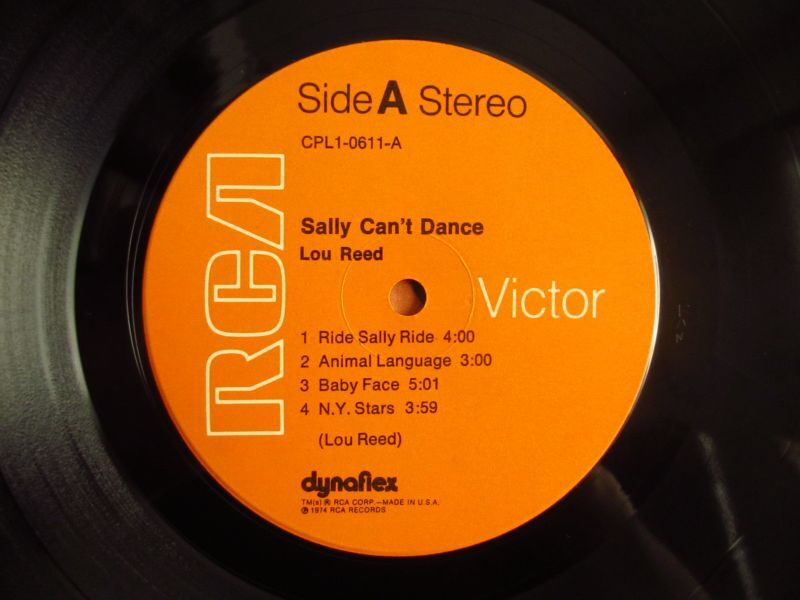 Side A Stereo
CPL1-0611-A
RCA
Sally Can't Dance
Lou Reed
Victor
1 Ride Sally Ride 4:00
2 Animal Language 3:00
3 Baby Face 5:01
4 N.Y. Stars 3:59
(Lou Reed)
dynaflex
TM(s) ® RCA CORP.—MADE IN U.S.A.
℗ 1974 RCA RECORDS